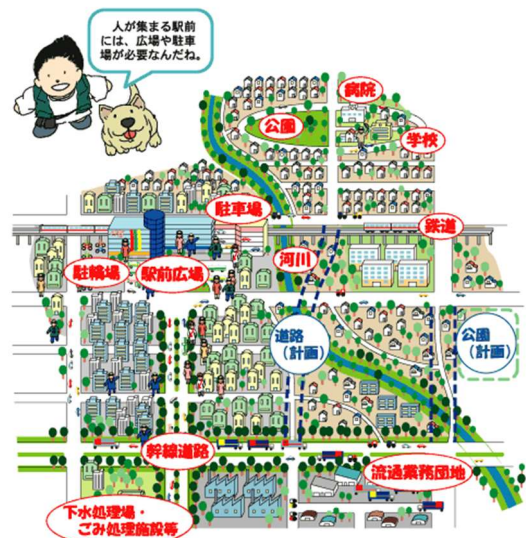 人が集まる駅前
には、広場や駐車
場が必要なんだね。
病院
公園
学校
駐車場
鉄道
駐輪場
駅前広場
河川
道路
（計画）
公園
（計画）
幹線道路
流通業務団地
下水処理場・
ごみ処理施設等